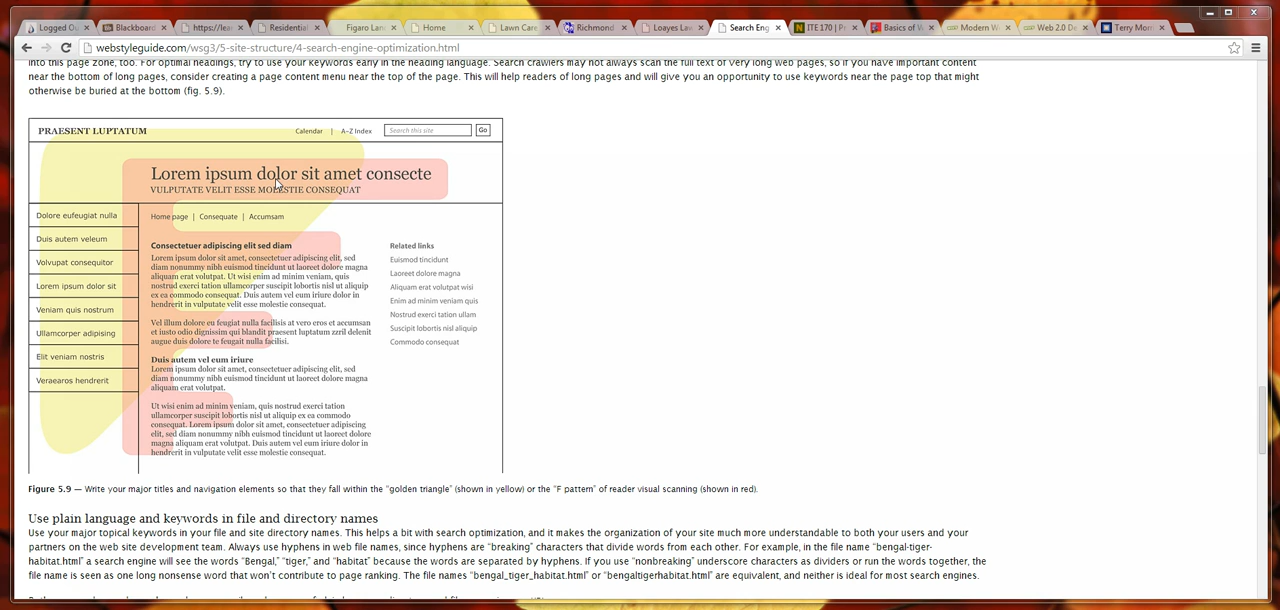 Logged Ou
Blackboard
https://lea
Residential
Figaro Lan
Home
Lawn Care
Richmond
Loayes Law
Search Eng
ITE 170 | P
Basics of W
Modern W
Web 2.0 De
Terry Morr
webstyleguide.com/wsg3/5-site-structure/4-search-engine-optimization.html
into this page zone, too. For optimal headings, try to use your keywords early in the heading language. Search crawlers may not always scan the full text of very long web pages, so if you have important content
near the bottom of long pages, consider creating a page content menu near the top of the page. This will help readers of long pages and will give you an opportunity to use keywords near the page top that might
otherwise be buried at the bottom (fig. 5.9).
PRAESENT LUPTATUM
Calendar | A-Z Index
Search this site
Go
Lorem ipsum dolor sit amet consecte
VULPUTATE VELIT ESSE MOLESTIE CONSEQUAT
Home page | Consequate | Accumsan
Dolore eufeugiat nulla
Duis autem veleum
Volvupat consequitor
Lorem ipsum dolor sit
Veniam quis nostrum
Ullamcorper adipising
Elit veniam nostris
Veraearos hendrerit
Consectetuer adipiscing elit sed diam
Lorem ipsum dolor sit amet, consectetuer adipiscing elit, sed
diam nonummy nibh euismod tincidunt ut laoreet dolore magna
aliquam erat volutpat. Ut wisi enim ad minim veniam, quis
nostrud exerci tation ullamcorper suscipit lobortis nisl ut aliquip
ex ea commodo consequat. Duis autem vel eum iriure dolor in
hendrerit in vulputate velit esse molestie consequat.
Vel illum dolore eu feugiat nulla facilisis at vero eros et accumsan
et iusto odio dignissim qui blandit praesent luptatum zzril delenit
augue duis dolore te feugait nulla facilisi.
Duis autem vel eum iriure
Lorem ipsum dolor sit amet, consectetuer adipiscing elit, sed
diam nonummy nibh euismod tincidunt ut laoreet dolore magna
aliquam erat volutpat.
Ut wisi enim ad minim veniam, quis nostrud exerci tation
ullamcorper suscipit lobortis nisl ut aliquip ex ea commodo
consequat. Lorem ipsum dolor sit amet, consectetuer adipiscing
elit, sed diam nonummy nibh euismod tincidunt ut laoreet dolore
magna aliquam erat volutpat. Duis autem vel eum iriure dolor in
hendrerit in vulputate velit esse molestie consequat.
Related links
Euismod tincidunt
Laoreet dolore magna
Aliquam erat volutpat wisi
Enim ad minim veniam quis
Nostrud exerci tation ullam
Suscipit lobortis nisl aliquip
Commodo consequat
Figure 5.9 — Write your major titles and navigation elements so that they fall within the "golden triangle" (shown in yellow) or the "F pattern" of reader visual scanning (shown in red).
Use plain language and keywords in file and directory names
Use your major topical keywords in your file and site directory names. This helps a bit with search optimization, and it makes the organization of your site much more understandable to both your users and your
partners on the web site development team. Always use hyphens in web file names, since hyphens are "breaking" characters that divide words from each other. For example, in the file name "bengal-tiger-
habitat.html" a search engine will see the words "Bengal," "tiger," and "habitat" because the words are separated by hyphens. If you use "nonbreaking" underscore characters as dividers or run the words together, the
file name is seen as one long nonsense word that won't contribute to page ranking. The file names "bengal_tiger_habitat.html" or "bengaltigerhabitat.html" are equivalent, and neither is ideal for most search engines.